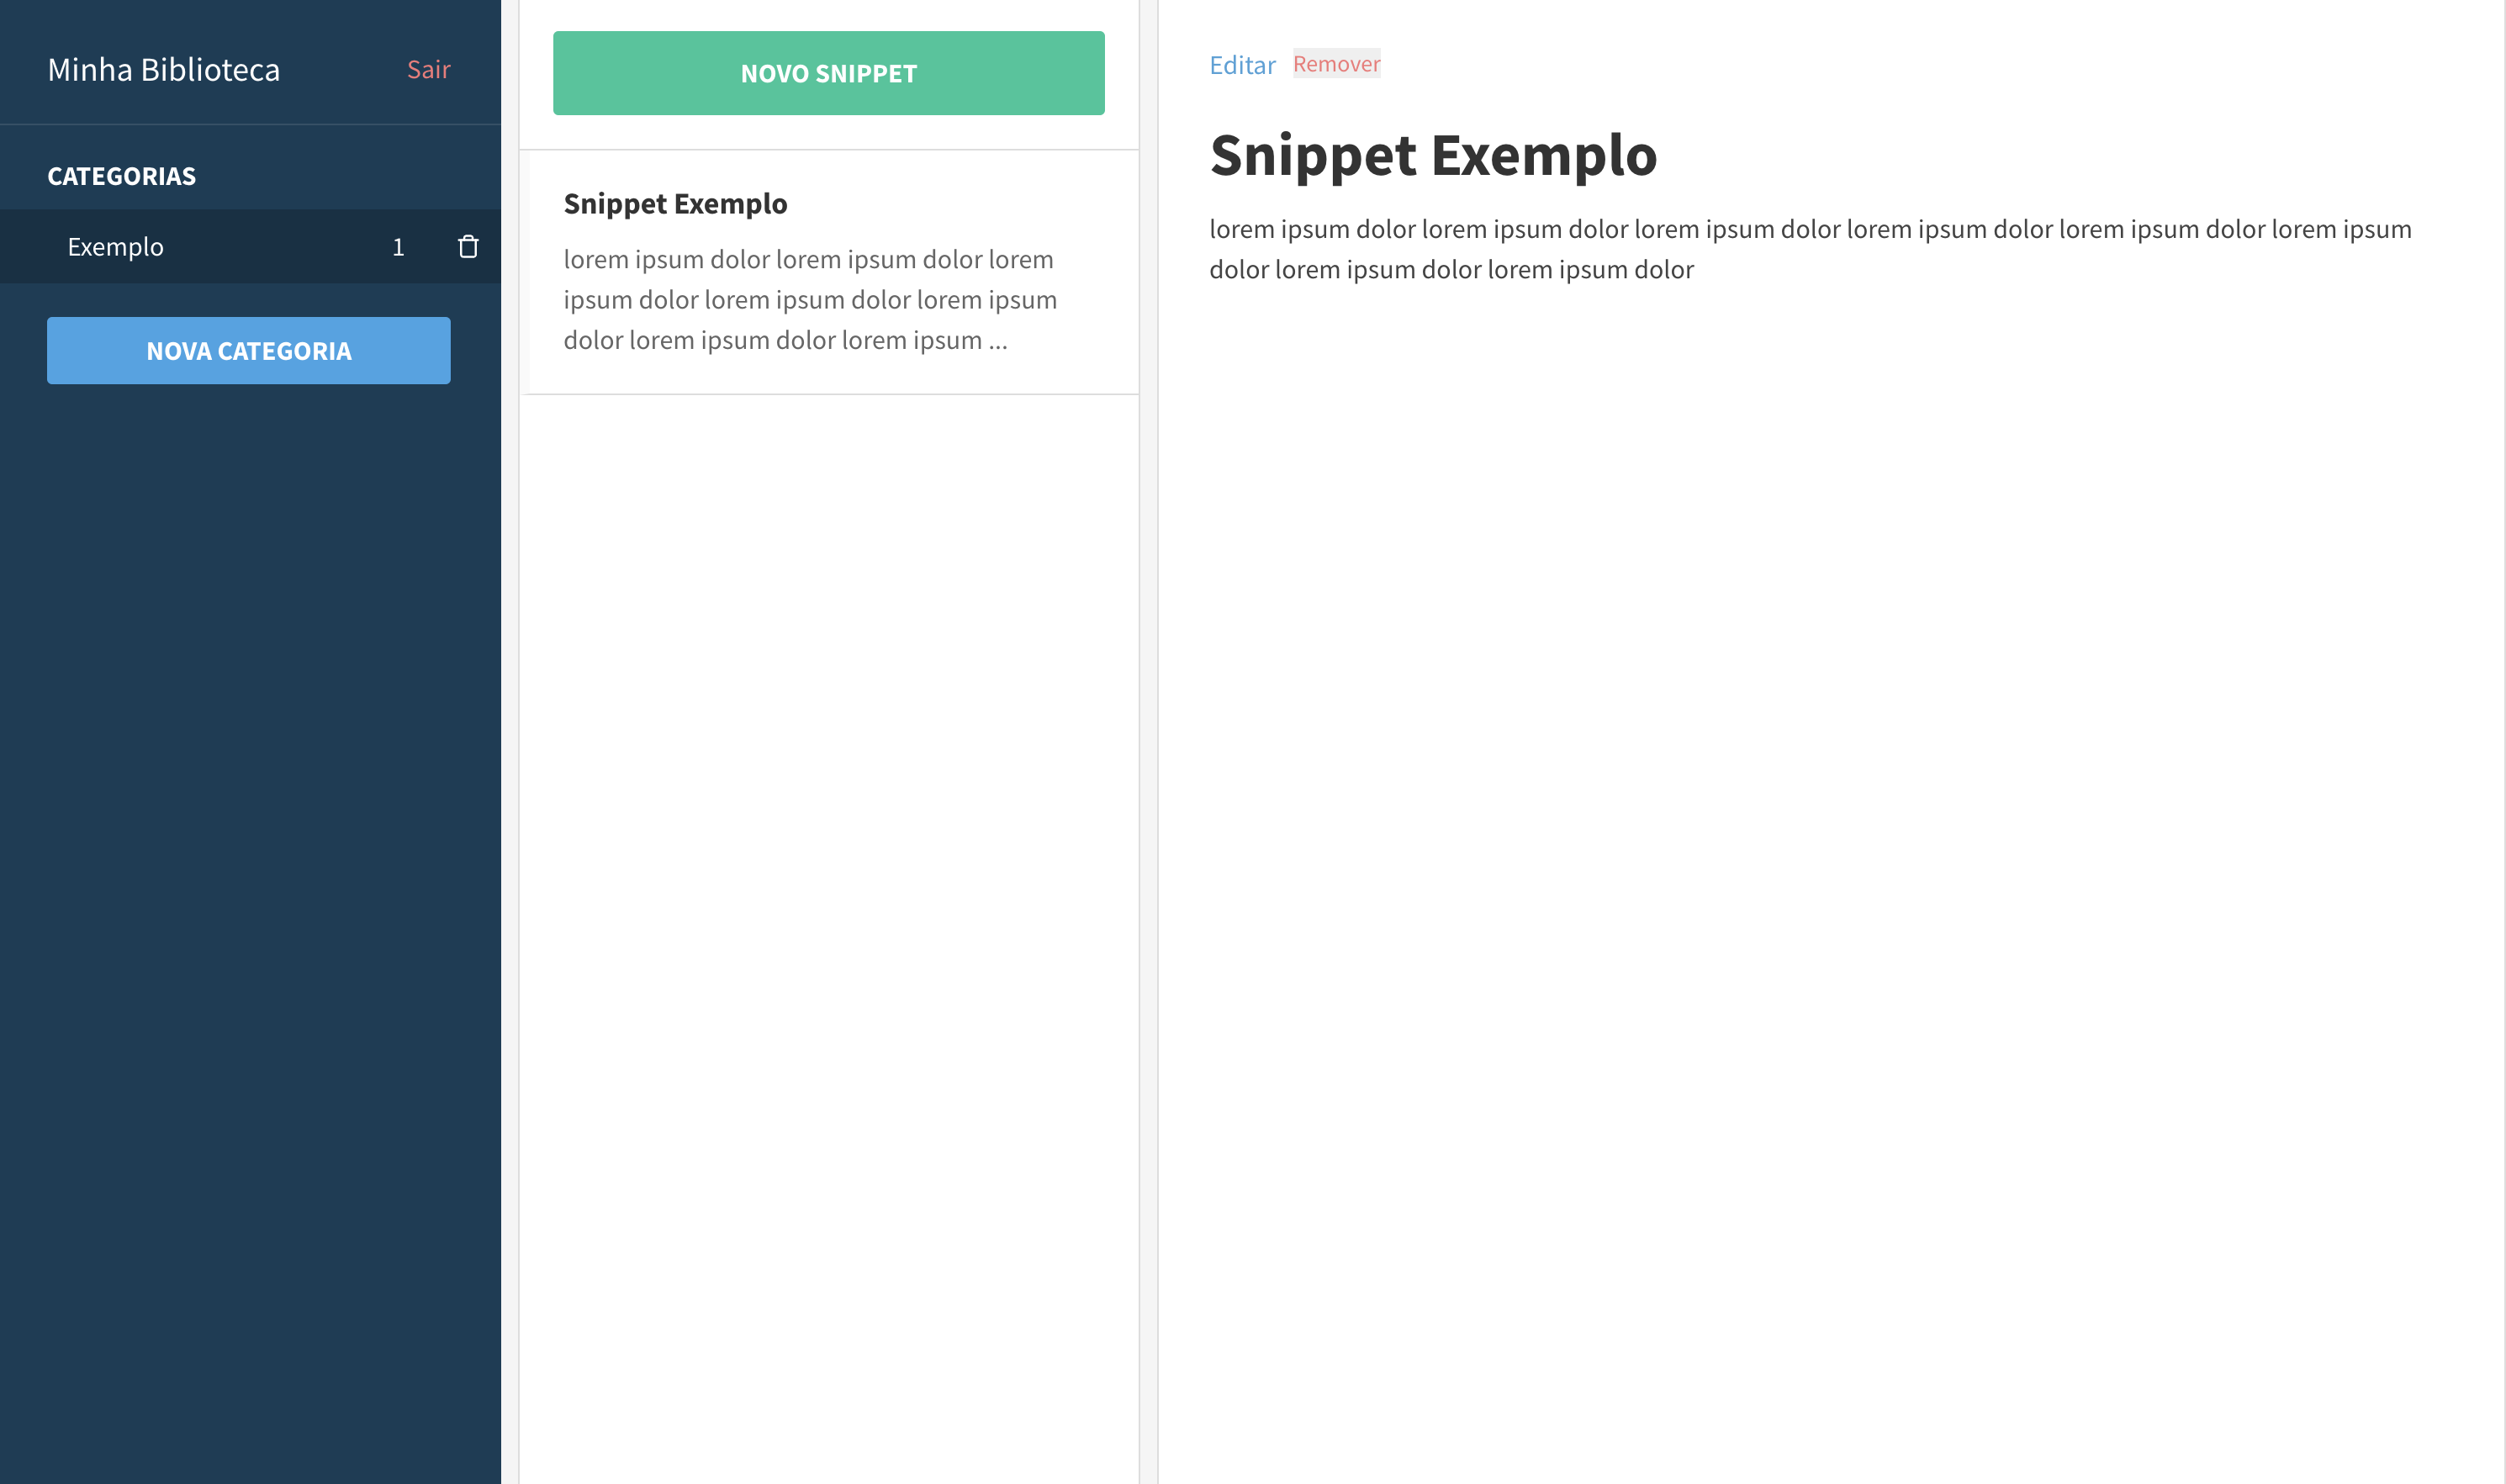 Minha Biblioteca
Sair
CATEGORIAS
Exemplo 1
NOVA CATEGORIA
NOVO SNIPPET
Snippet Exemplo
lorem ipsum dolor lorem ipsum dolor lorem
ipsum dolor lorem ipsum dolor lorem ipsum
dolor lorem ipsum dolor lorem ipsum ...
Editar Remover
Snippet Exemplo
lorem ipsum dolor lorem ipsum dolor lorem ipsum dolor lorem ipsum dolor lorem ipsum dolor lorem ipsum
dolor lorem ipsum dolor lorem ipsum dolor